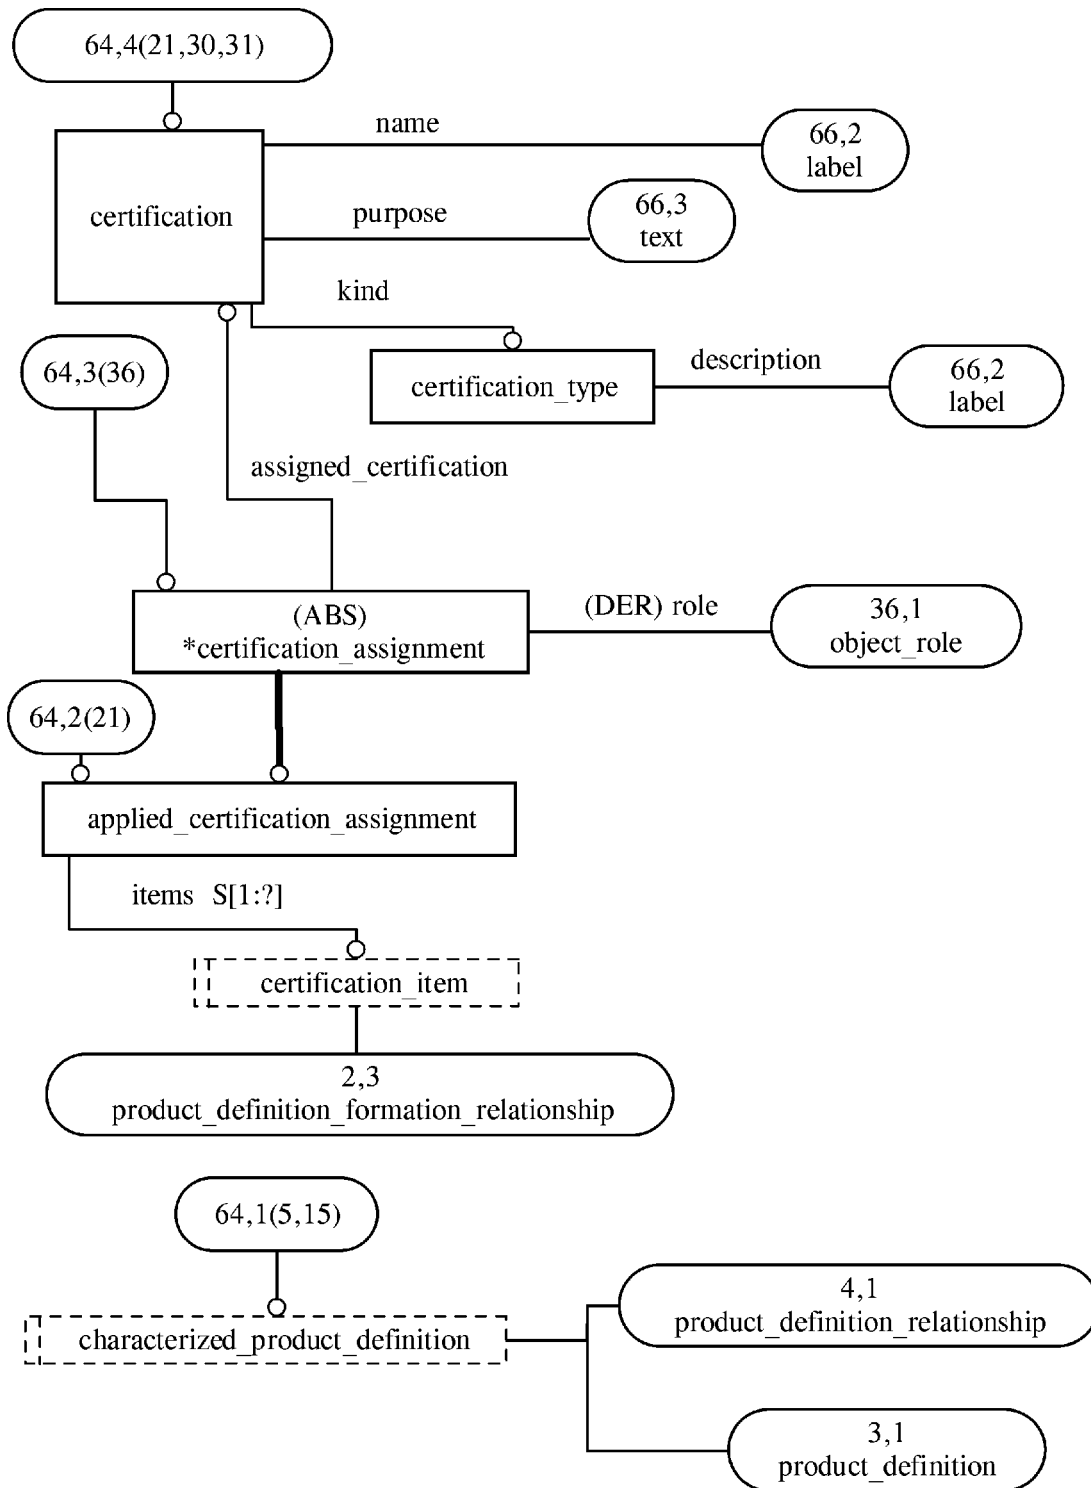 64,4(21,30,31)
name
66,2
label
certification
purpose
66,3
text
kind
64,3(36)
certification_type
description
66,2
label
assigned_certification
(ABS)
*certification_assignment
(DER) role
36,1
object_role
64,2(21)
applied_certification_assignment
items S[1:?]
certification_item
2,3
product_definition_formation_relationship
64,1(5,15)
characterized_product_definition
4,1
product_definition_relationship
3,1
product_definition